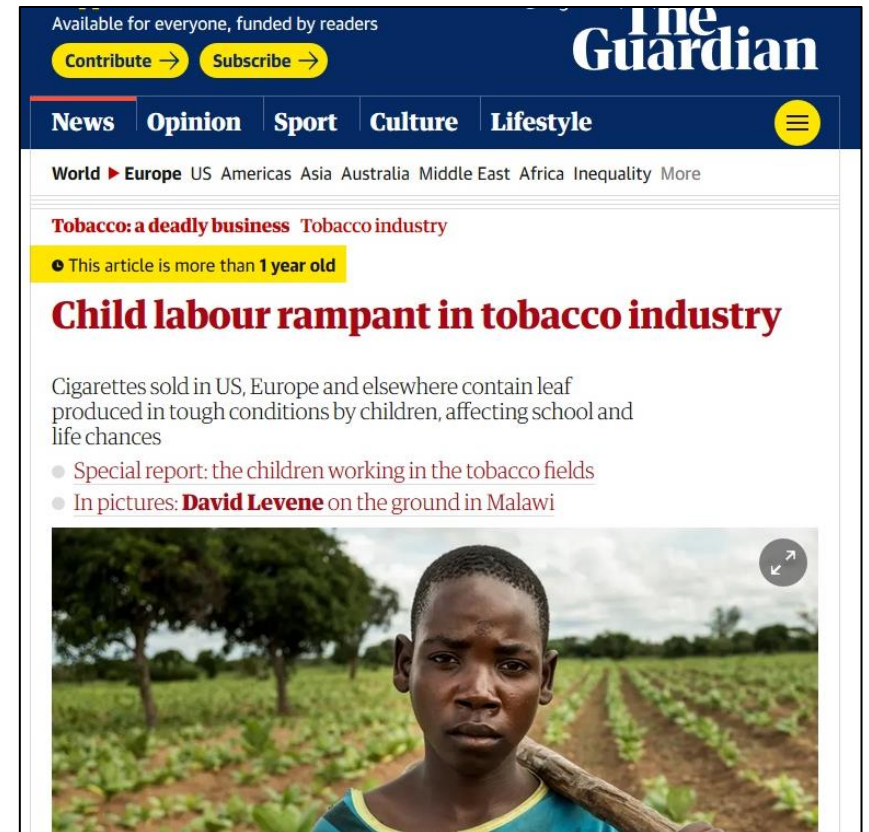 Available for everyone, funded by readers
Contribute →
Subscribe →
The
Guardian
News Opinion Sport Culture Lifestyle
World Europe US Americas Asia Australia Middle East Africa Inequality More
Tobacco: a deadly business Tobacco industry
This article is more than 1 year old
Child labour rampant in tobacco industry
Cigarettes sold in US, Europe and elsewhere contain leaf
produced in tough conditions by children, affecting school and
life chances
Special report: the children working in the tobacco fields
In pictures: David Levene on the ground in Malawi